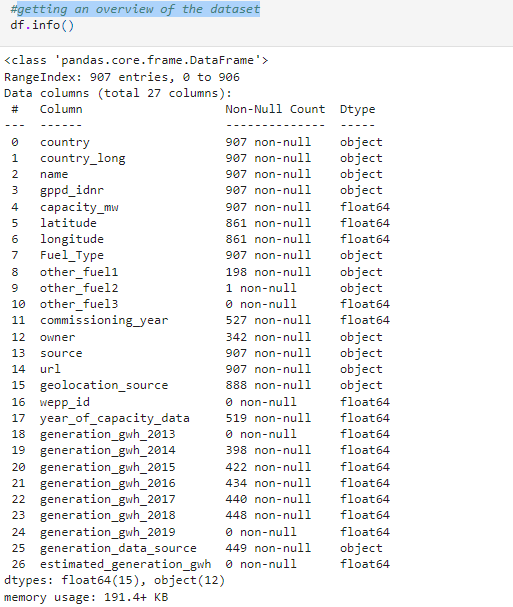 #getting an overview of the dataset
df.info()
<class 'pandas.core.frame.DataFrame'>
RangeIndex: 907 entries, 0 to 906
Data columns (total 27 columns):
 #   Column                    Non-Null Count  Dtype
---  ------                    --------------  -----
 0   country                   907 non-null    object
 1   country_long              907 non-null    object
 2   name                      907 non-null    object
 3   gppd_idnr                 907 non-null    object
 4   capacity_mw               907 non-null    float64
 5   latitude                  861 non-null    float64
 6   longitude                 861 non-null    float64
 7   Fuel_Type                 907 non-null    object
 8   other_fuel1               198 non-null    object
 9   other_fuel2               1 non-null      object
 10  other_fuel3               0 non-null      float64
 11  commissioning_year        527 non-null    float64
 12  owner                     342 non-null    object
 13  source                    907 non-null    object
 14  url                       907 non-null    object
 15  geolocation_source        888 non-null    object
 16  wepp_id                   0 non-null      float64
 17  year_of_capacity_data     519 non-null    float64
 18  generation_gwh_2013       0 non-null      float64
 19  generation_gwh_2014       398 non-null    float64
 20  generation_gwh_2015       422 non-null    float64
 21  generation_gwh_2016       434 non-null    float64
 22  generation_gwh_2017       440 non-null    float64
 23  generation_gwh_2018       448 non-null    float64
 24  generation_gwh_2019       0 non-null      float64
 25  generation_data_source    449 non-null    object
 26  estimated_generation_gwh  0 non-null      float64
dtypes: float64(15), object(12)
memory usage: 191.4+ KB